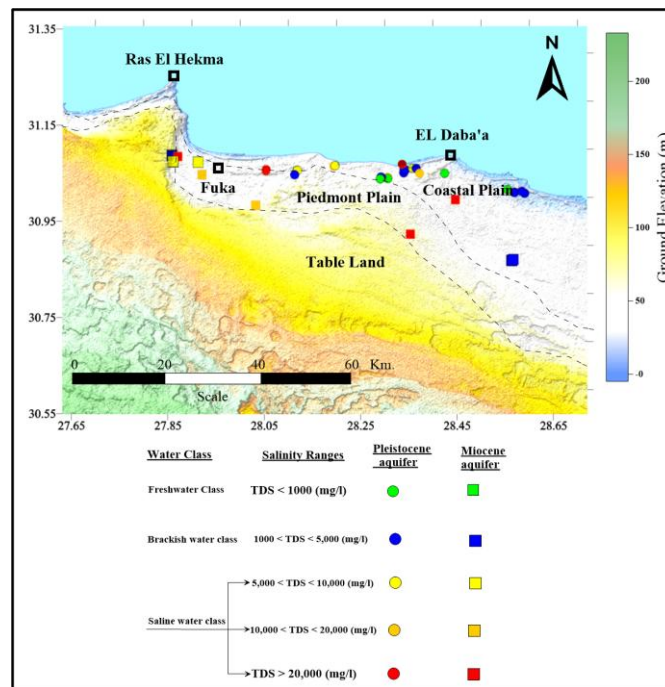 31.35
31.15
30.95
30.75
30.55
27.65 27.85 28.05 28.25 28.45 28.65
Ras El Hekma
N
EL Daba'a
Fuka
Piedmont Plain
Coastal Plain
Table Land
0 20 40 60 Km.
Scale
200
150
100
50
-0
Ground Elevation (m)
Water Class Salinity Ranges Pleistocene aquifer Miocene aquifer
Freshwater Class TDS < 1000 (mg/l)
Brackish water class 1000 < TDS < 5,000 (mg/l)
5,000 < TDS < 10,000 (mg/l)
Saline water class 10,000 < TDS < 20,000 (mg/l)
TDS > 20,000 (mg/l)